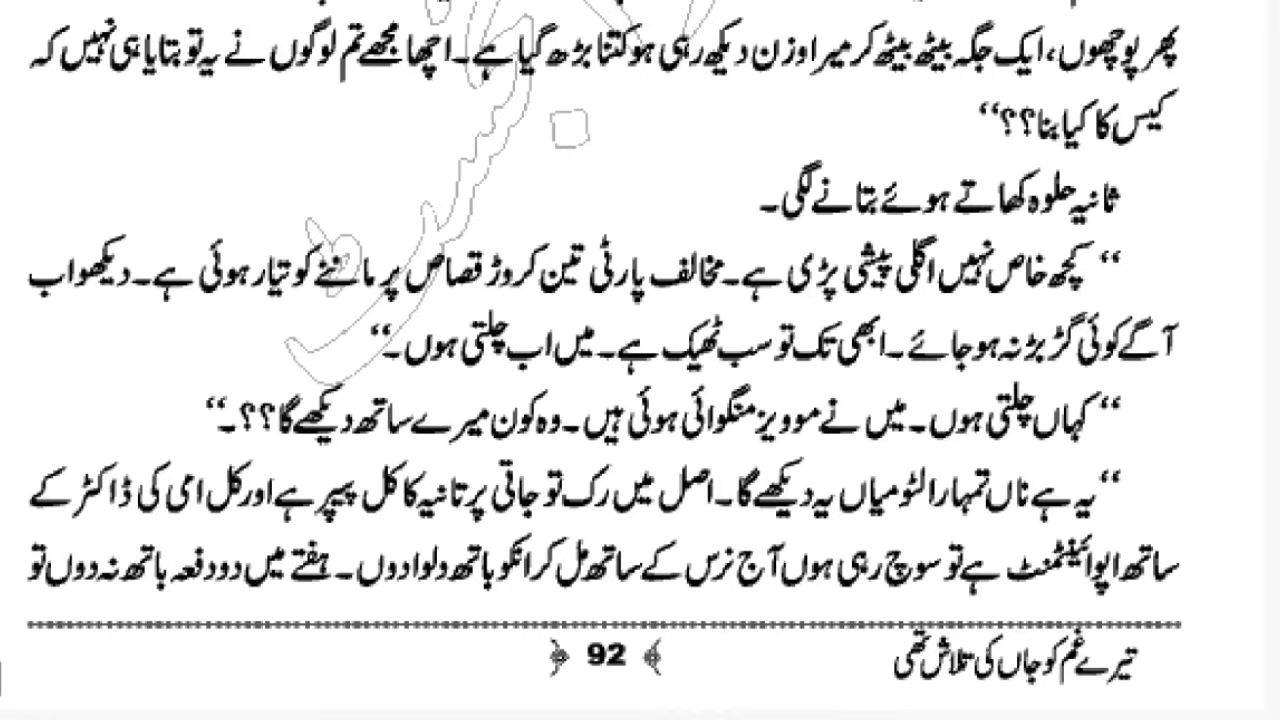 پھر پوچھوں، ایک جگہ بیٹھ بیٹھ کر میرا وزن دیکھ رہی ہو کتنا بڑھ گیا ہے۔ اچھا مجھے تم لوگوں نے یہ تو بتایا ہی نہیں کہ
کیس کا کیا بنا؟؟‘‘
ثانیہ حلوہ کھاتے ہوئے بتانے لگی۔
‘‘ کچھ خاص نہیں اگلی پیشی پڑی ہے۔ مخالف پارٹی تین کروڑ قصاص پر ماننے کو تیار ہوئی ہے۔ دیکھو اب
آگے کوئی گڑ بڑ نہ ہو جائے۔ ابھی تک تو سب ٹھیک ہے۔ میں اب چلتی ہوں۔‘‘
‘‘ کہاں چلتی ہوں۔ میں نے موویز منگوائی ہوئی ہیں۔ وہ کون میرے ساتھ دیکھے گا؟؟۔‘‘
‘‘یہ ہے ناں تمہارا لٹو میاں یہ دیکھے گا۔ اصل میں رک تو جاتی پر تانیہ کا کل پیپر ہے اور کل امی کی ڈاکٹر کے
ساتھ اپوائینٹمنٹ ہے تو سوچ رہی ہوں آج نرس کے ساتھ مل کر انکو باتھ دلوا دوں۔ ہفتے میں دو دفعہ باتھ نہ دوں تو
تیرے غم کو جاں کی تلاش تھی
92